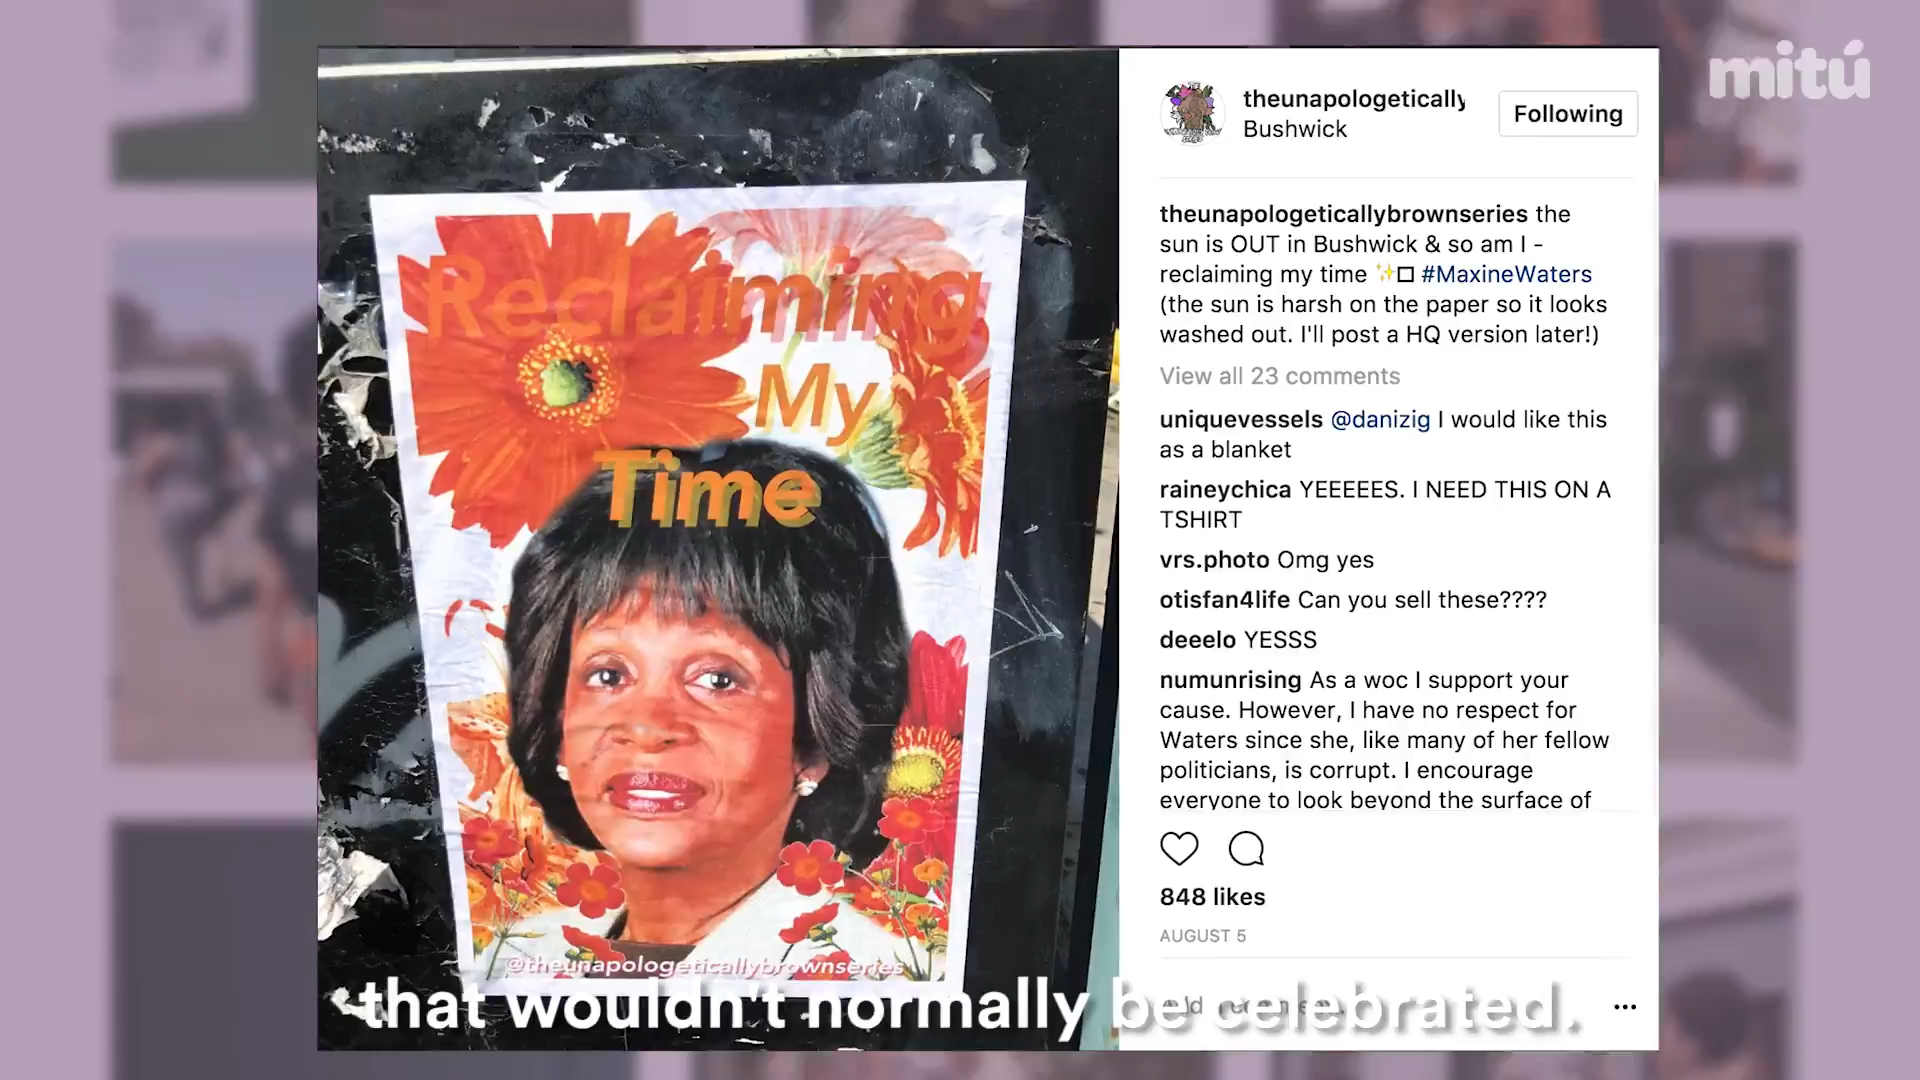 mitú
Reclaiming
My
Time
@theunapologeticallybrownseries
theunapologetically
Bushwick
Following
theunapologeticallybrownseries the
sun is OUT in Bushwick & so am I -
reclaiming my time ✨□ #MaxineWaters
(the sun is harsh on the paper so it looks
washed out. I'll post a HQ version later!)
View all 23 comments
uniquevessels @danizig I would like this
as a blanket
raineychica YEEEEES. I NEED THIS ON A
TSHIRT
vrs.photo Omg yes
otisfan4life Can you sell these????
deeelo YESSS
numunrising As a woc I support your
cause. However, I have no respect for
Waters since she, like many of her fellow
politicians, is corrupt. I encourage
everyone to look beyond the surface of
848 likes
AUGUST 5
that wouldn't normally be celebrated.